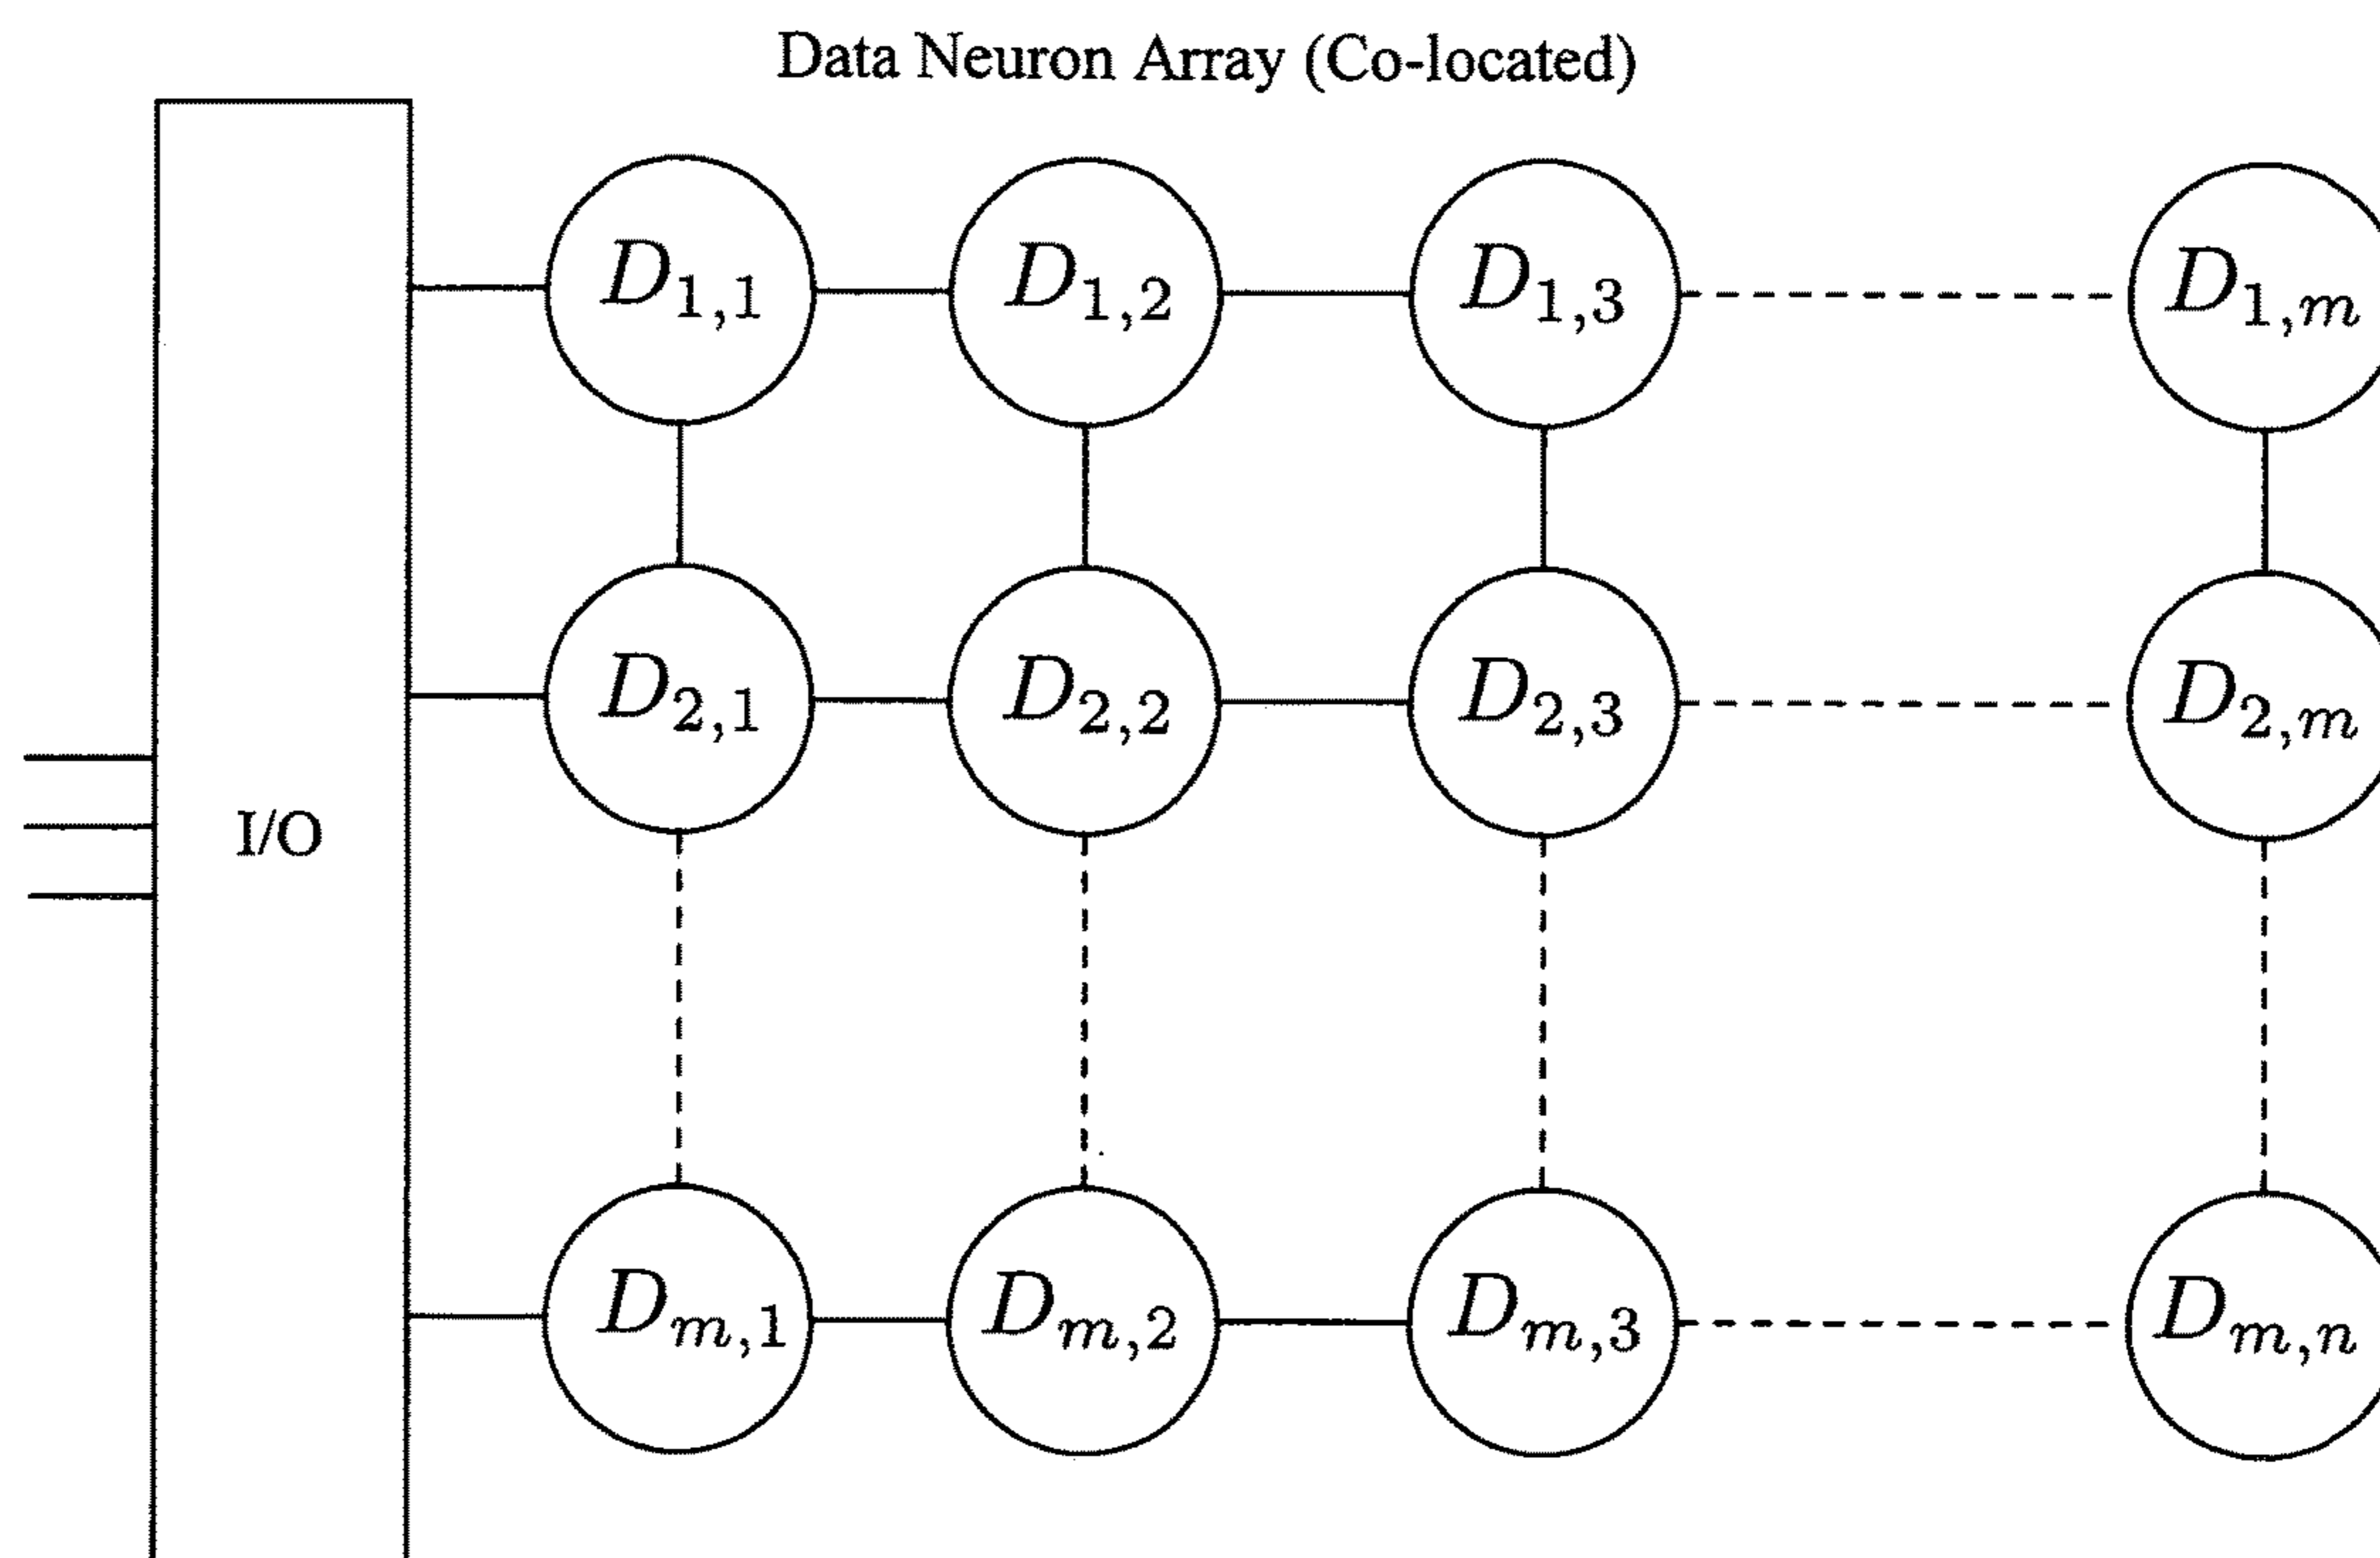 Data Neuron Array (Co-located)
D1,1 D1,2 D1,3 D1,m
D2,1 D2,2 D2,3 D2,m
I/O
Dm,1 Dm,2 Dm,3 Dm,n